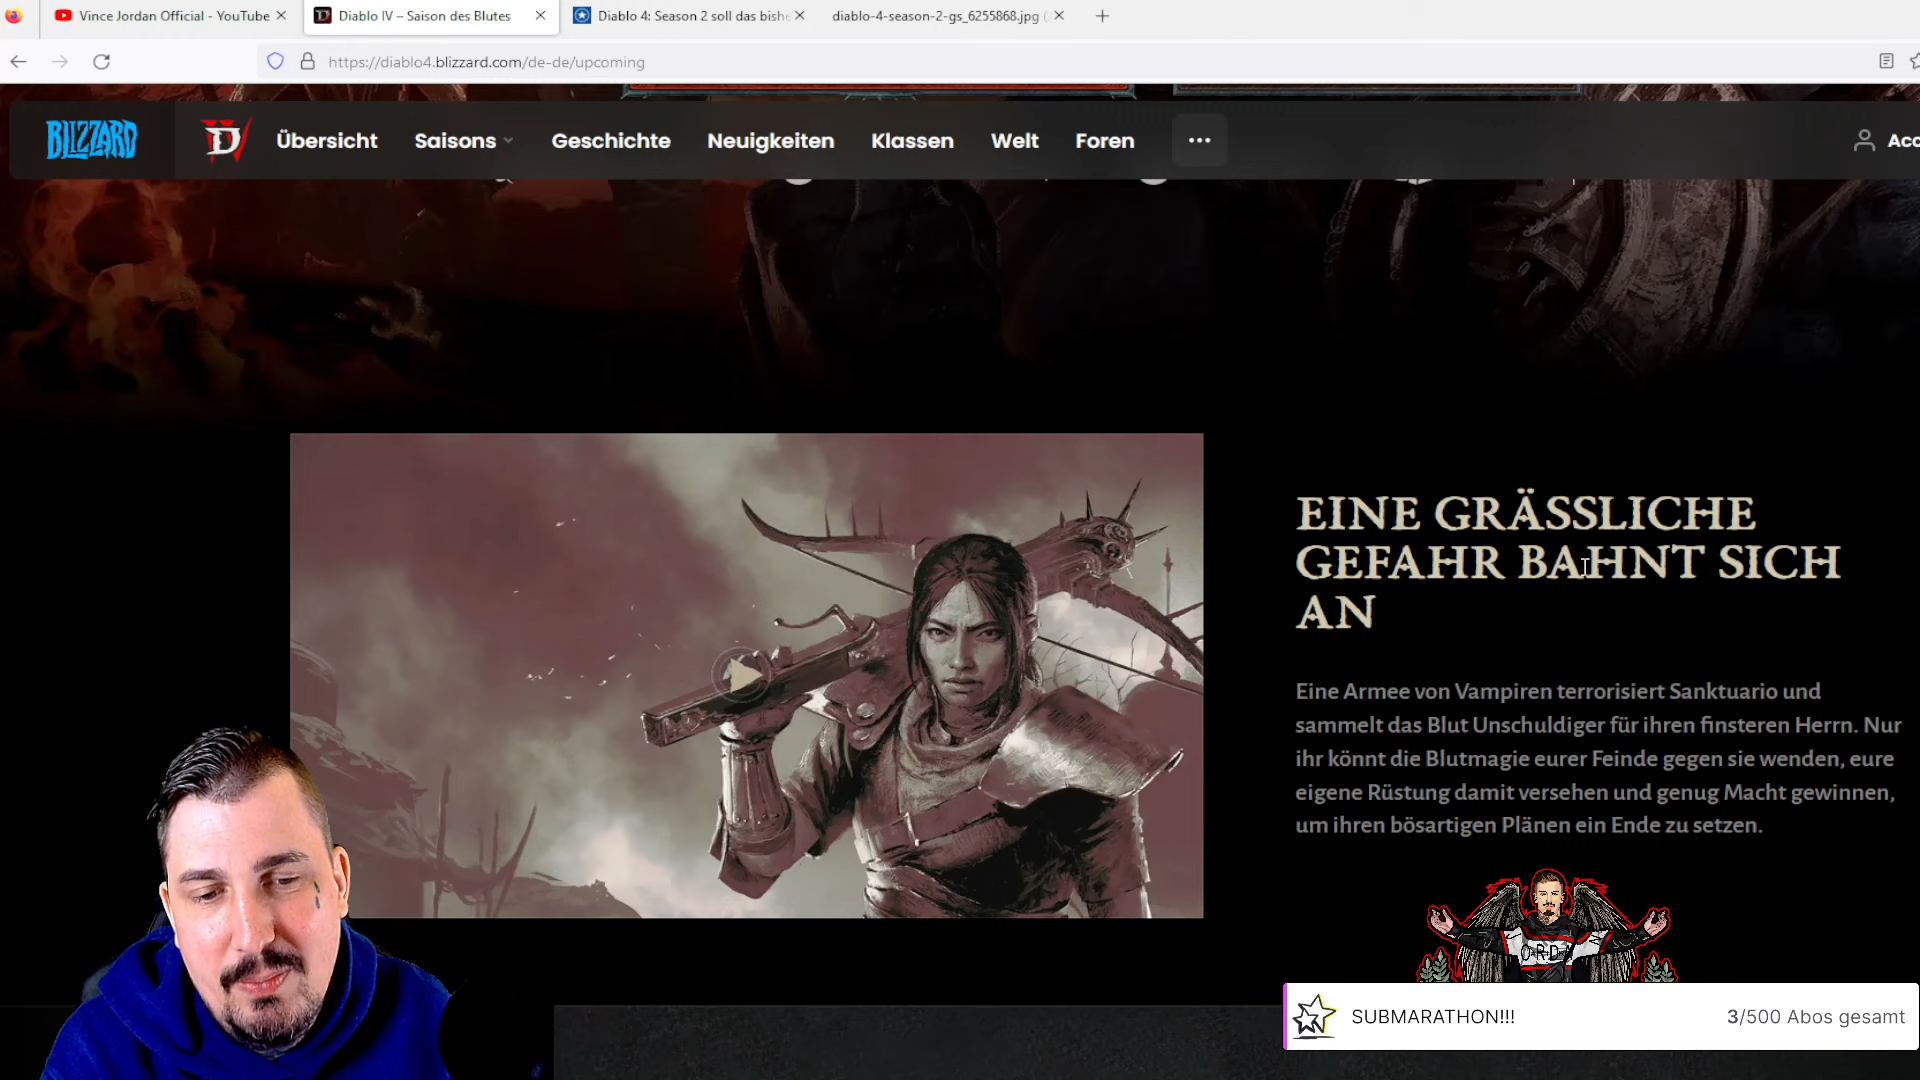 Vince Jordan Official - YouTube
Diablo IV – Saison des Blutes
Diablo 4: Season 2 soll das bishe
diablo-4-season-2-gs_6255868.jpg (
https://diablo4.blizzard.com/de-de/upcoming
BLIZZARD
D
Übersicht
Saisons
Geschichte
Neuigkeiten
Klassen
Welt
Foren
Acc
EINE GRÄSSLICHE
GEFAHR BAHNT SICH
AN
Eine Armee von Vampiren terrorisiert Sanktuario und
sammelt das Blut Unschuldiger für ihren finsteren Herrn. Nur
ihr könnt die Blutmagie eurer Feinde gegen sie wenden, eure
eigene Rüstung damit versehen und genug Macht gewinnen,
um ihren bösartigen Plänen ein Ende zu setzen.
SUBMARATHON!!!
3/500 Abos gesamt